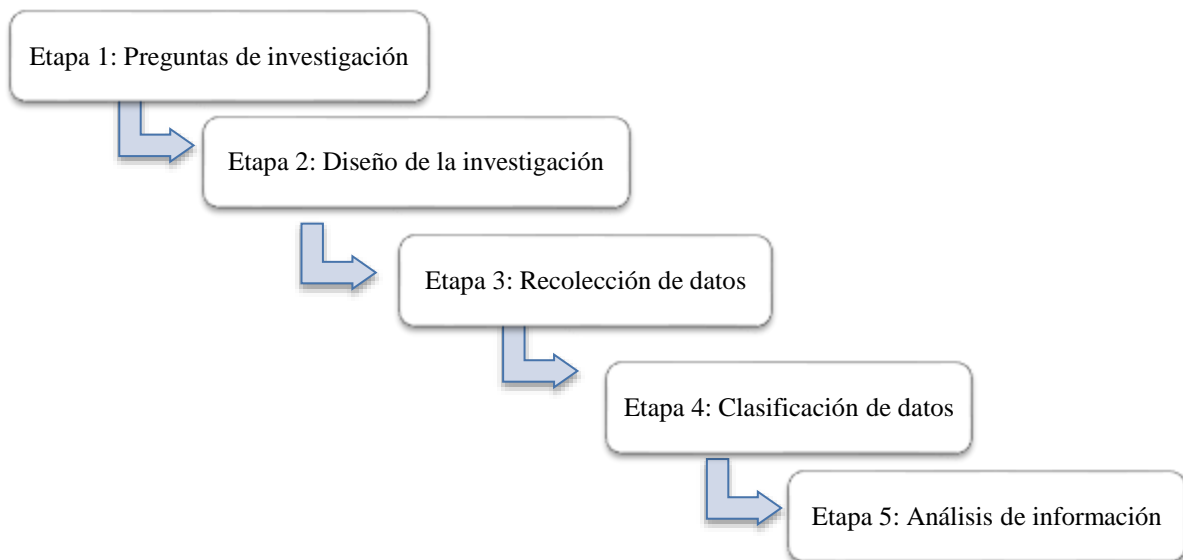 Etapa 1: Preguntas de investigación
Etapa 2: Diseño de la investigación
Etapa 3: Recolección de datos
Etapa 4: Clasificación de datos
Etapa 5: Análisis de información